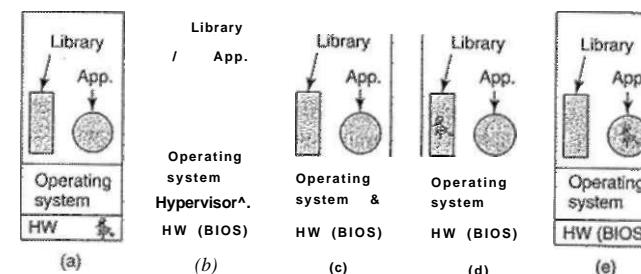 Library
App.
Operating
system
HW
(a)
Library
/ App.
Operating
system
Hypervisor^.
HW (BIOS)
(b)
Library
App.
Operating
system &
HW (BIOS)
(c)
Library
App.
Operating
system
HW (BIOS)
(d)
Library
App
Operating
system
HW (BIOS
(e)